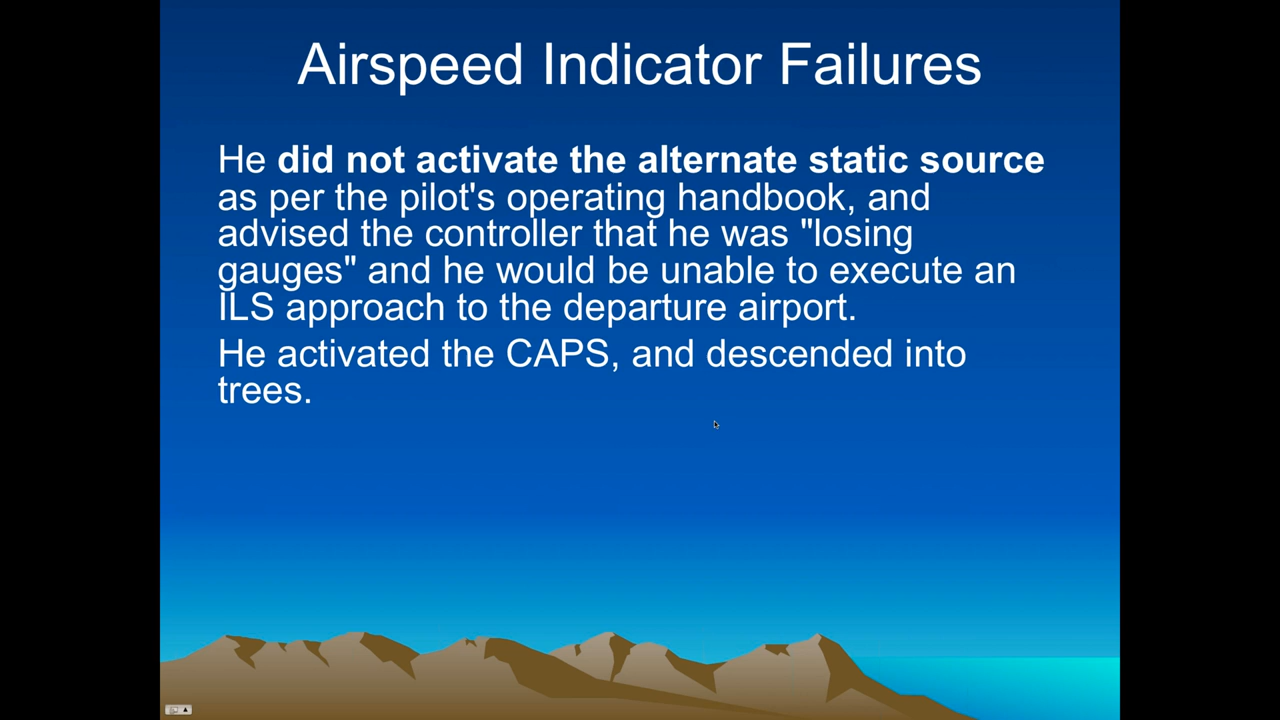 Airspeed Indicator Failures
He did not activate the alternate static source
as per the pilot's operating handbook, and
advised the controller that he was "losing
gauges" and he would be unable to execute an
ILS approach to the departure airport.
He activated the CAPS, and descended into
trees.